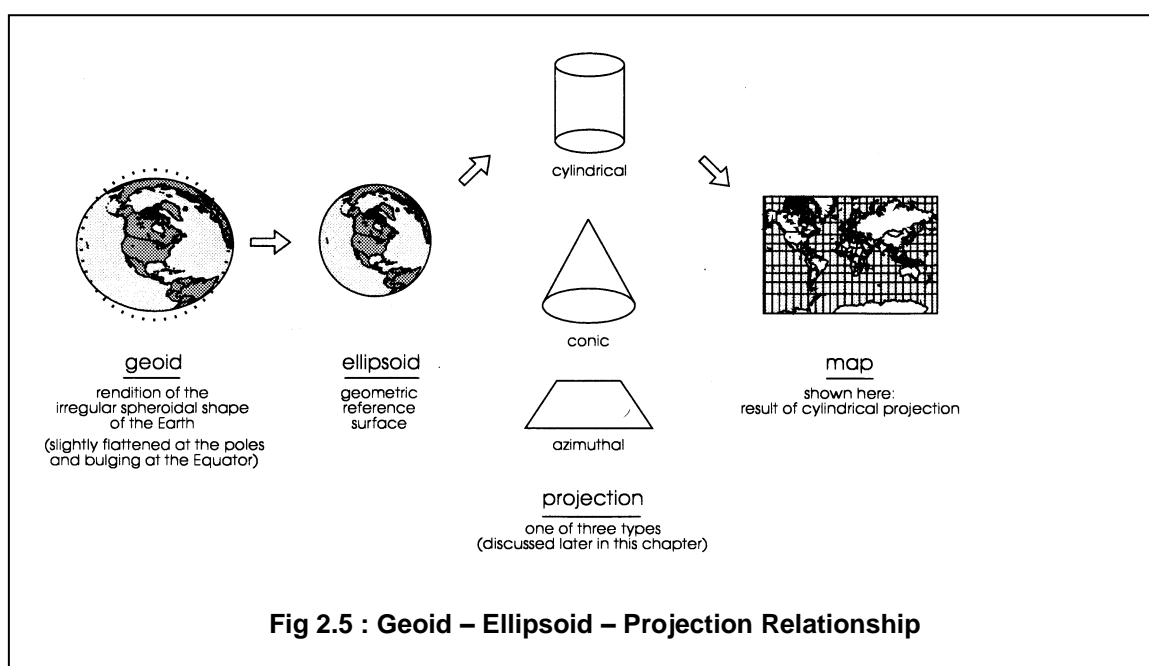 cylindrical
conic
azimuthal
geoid
rendition of the
irregular spheroidal shape
of the Earth
(slightly flattened at the poles
and bulging at the Equator)
ellipsoid
geometric
reference
surface
projection
one of three types
(discussed later in this chapter)
map
shown here:
result of cylindrical projection
Fig 2.5 : Geoid – Ellipsoid – Projection Relationship